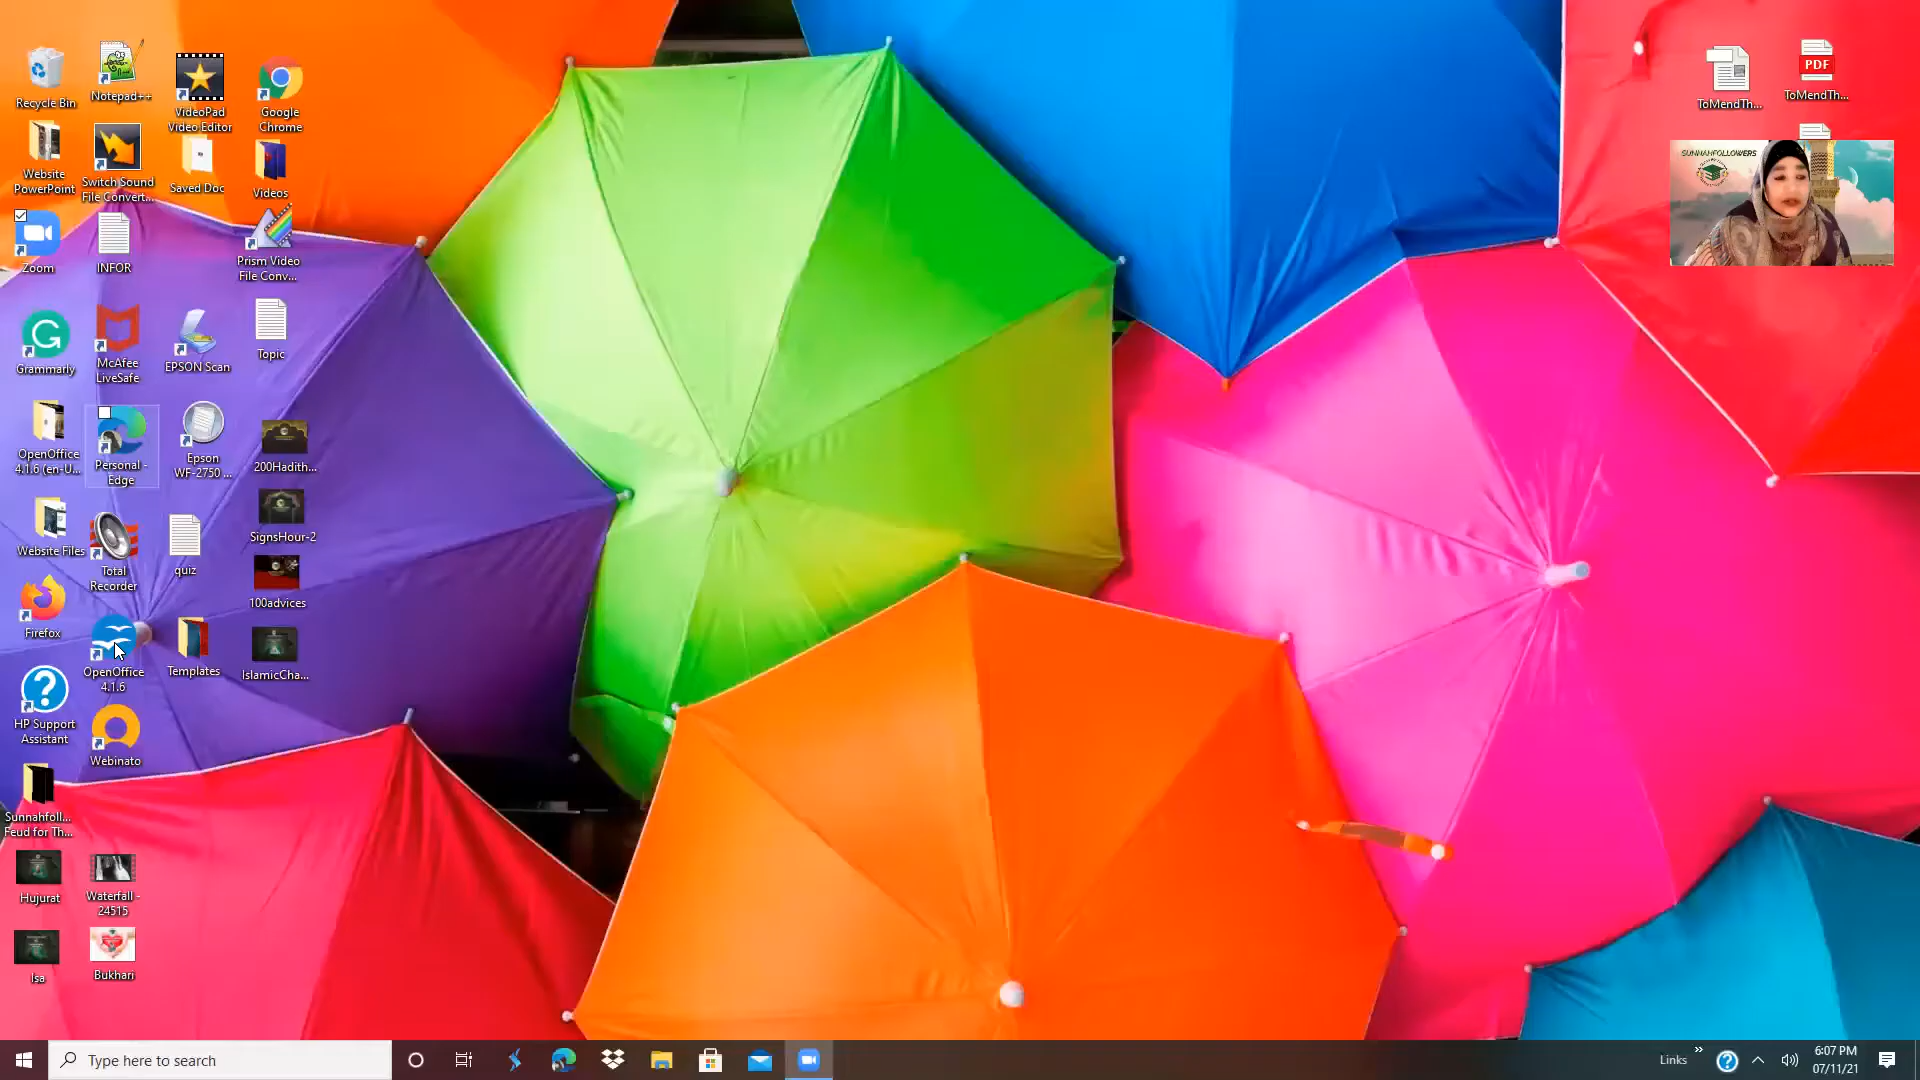 Recycle Bin
Notepad++
VideoPad
Video Editor
Google
Chrome
Website
PowerPoint
Switch Sound
File Convert...
Saved Doc
Videos
Zoom
INFOR
Prism Video
File Conv...
Grammarly
McAfee
LiveSafe
EPSON Scan
Topic
OpenOffice
4.1.6 (en-U...
Personal -
Edge
Epson
WF-2750 ...
200Hadith...
Website Files
Total
Recorder
quiz
SignsHour-2
100advices
Firefox
OpenOffice
4.1.6
Templates
IslamicCha...
HP Support
Assistant
Webinato
Sunnahfoll...
Feud for Th...
Hujurat
Waterfall -
24515
Isa
Bukhari
ToMendTh...
PDF
ToMendTh...
SUNNAHFOLLOWERS
Type here to search
Links
6:07 PM
07/11/21